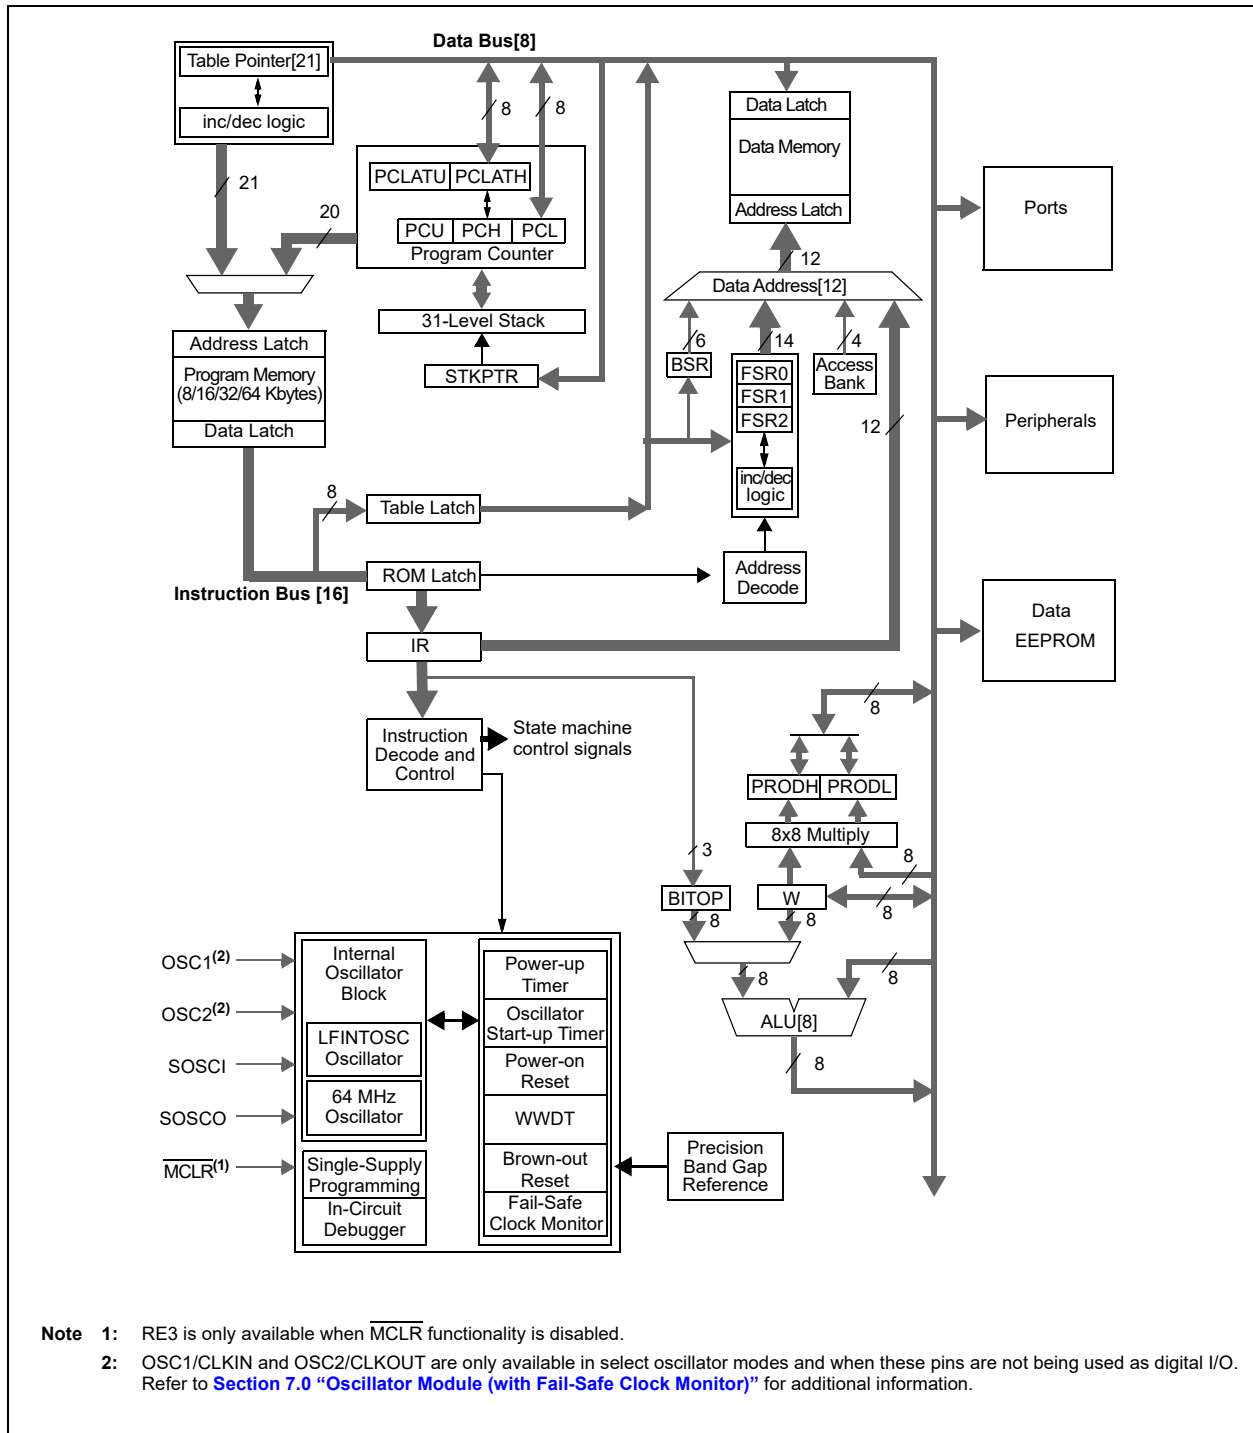 Data Bus[8]
Table Pointer[21]
inc/dec logic
21
20
8
8
PCLATU PCLATH
PCU PCH PCL
Program Counter
31-Level Stack
STKPTR
Address Latch
Program Memory
(8/16/32/64 Kbytes)
Data Latch
Data Latch
Data Memory
Address Latch
12
Data Address[12]
6
14
4
BSR
FSR0
FSR1
FSR2
inc/dec
logic
Access
Bank
12
Ports
Peripherals
Data
EEPROM
8
Table Latch
ROM Latch
Instruction Bus [16]
Address
Decode
IR
Instruction
Decode and
Control
State machine
control signals
8
PRODH PRODL
8x8 Multiply
3
8
BITOP
W
8
8
8
8
8
ALU[8]
8
OSC1(2)
OSC2(2)
SOSCI
SOSCO
MCLR(1)
Internal
Oscillator
Block
LFINTOSC
Oscillator
64 MHz
Oscillator
Single-Supply
Programming
In-Circuit
Debugger
Power-up
Timer
Oscillator
Start-up Timer
Power-on
Reset
WWDT
Brown-out
Reset
Fail-Safe
Clock Monitor
Precision
Band Gap
Reference
Note 1: RE3 is only available when MCLR functionality is disabled.
2: OSC1/CLKIN and OSC2/CLKOUT are only available in select oscillator modes and when these pins are not being used as digital I/O.
Refer to Section 7.0 “Oscillator Module (with Fail-Safe Clock Monitor)” for additional information.